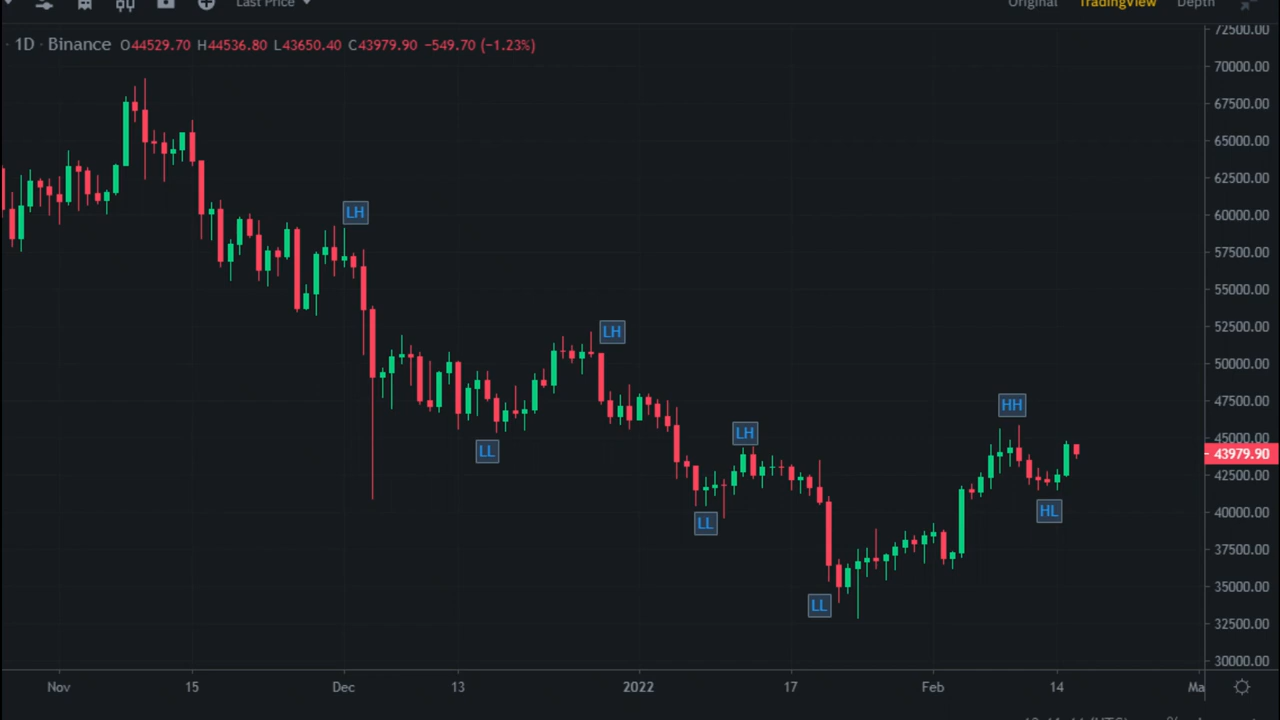 Last Price
Original TradingView Depth
· 1D · Binance O44529.70 H44536.80 L43650.40 C43979.90 −549.70 (−1.23%)
72500.00
70000.00
67500.00
65000.00
62500.00
60000.00
LH
57500.00
55000.00
52500.00
LH
50000.00
47500.00
HH
LH
45000.00
LL
43979.90
42500.00
40000.00
HL
LL
37500.00
35000.00
LL
32500.00
30000.00
Nov 15 Dec 13 2022 17 Feb 14 Ma